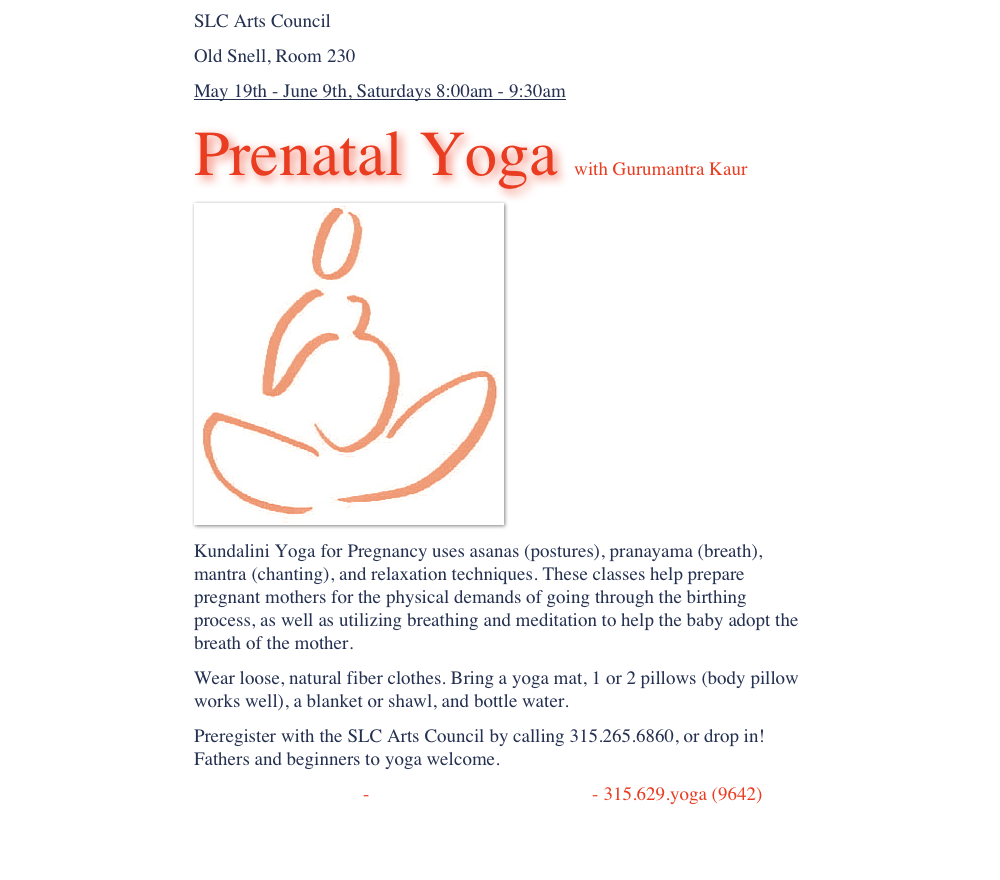 SLC Arts Council
Old Snell, Room 230
May 19th - June 9th, Saturdays 8:00am - 9:30am
Prenatal Yoga with Gurumantra Kaur
Kundalini Yoga for Pregnancy uses asanas (postures), pranayama (breath),
mantra (chanting), and relaxation techniques. These classes help prepare
pregnant mothers for the physical demands of going through the birthing
process, as well as utilizing breathing and meditation to help the baby adopt the
breath of the mother.
Wear loose, natural fiber clothes. Bring a yoga mat, 1 or 2 pillows (body pillow
works well), a blanket or shawl, and bottle water.
Preregister with the SLC Arts Council by calling 315.265.6860, or drop in!
Fathers and beginners to yoga welcome.
- - 315.629.yoga (9642)